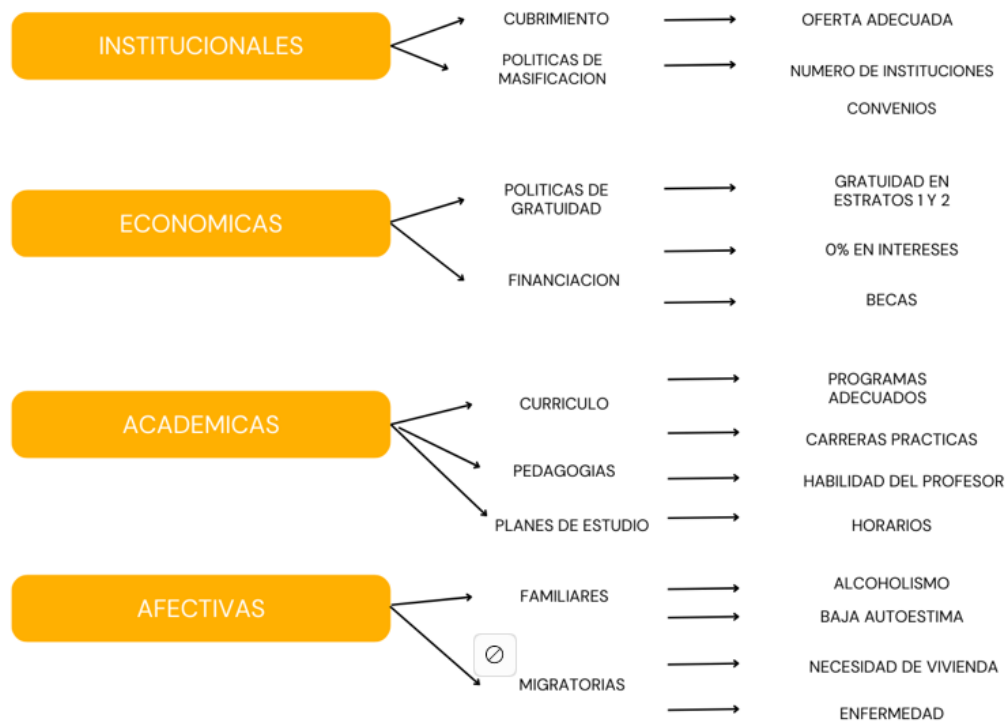 INSTITUCIONALES
CUBRIMIENTO
OFERTA ADECUADA
POLITICAS DE
MASIFICACION
NUMERO DE INSTITUCIONES
CONVENIOS
ECONOMICAS
POLITICAS DE
GRATUIDAD
GRATUIDAD EN
ESTRATOS 1 Y 2
FINANCIACION
0% EN INTERESES
BECAS
ACADEMICAS
CURRICULO
PROGRAMAS
ADECUADOS
CARRERAS PRACTICAS
PEDAGOGIAS
HABILIDAD DEL PROFESOR
PLANES DE ESTUDIO
HORARIOS
AFECTIVAS
FAMILIARES
ALCOHOLISMO
BAJA AUTOESTIMA
MIGRATORIAS
NECESIDAD DE VIVIENDA
ENFERMEDAD